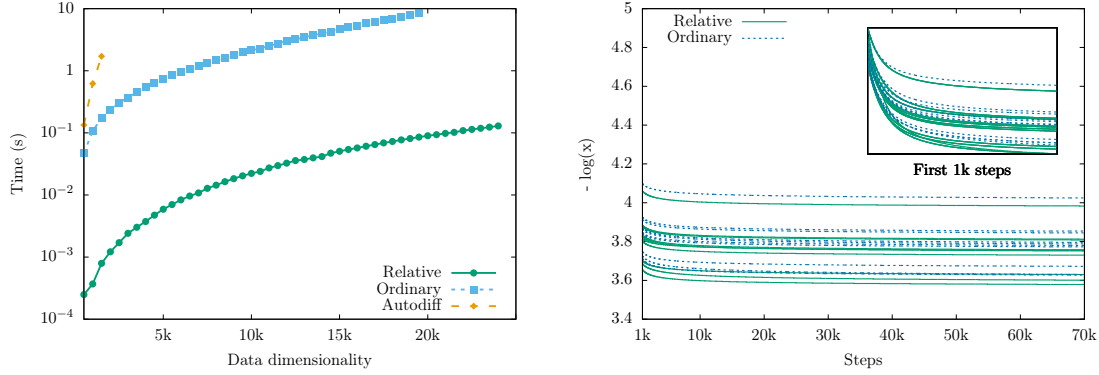 10
1
10⁻¹
10⁻²
10⁻³
10⁻⁴
Time (s)
Relative
Ordinary
Autodiff
5k 10k 15k 20k
Data dimensionality
5
4.8
4.6
4.4
4.2
4
3.8
3.6
3.4
- log(x)
Relative
Ordinary
First 1k steps
1k 10k 20k 30k 40k 50k 60k 70k
Steps